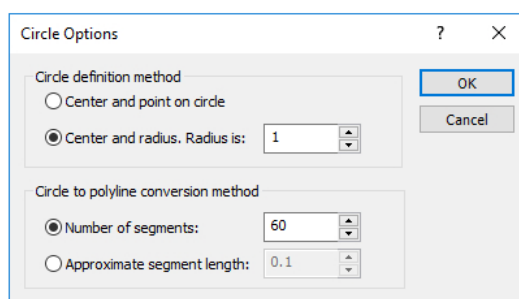 Circle Options ?
Circle definition method
Center and point on circle
Center and radius. Radius is: 1
Circle to polyline conversion method
Number of segments: 60
Approximate segment length: 0.1
OK
Cancel